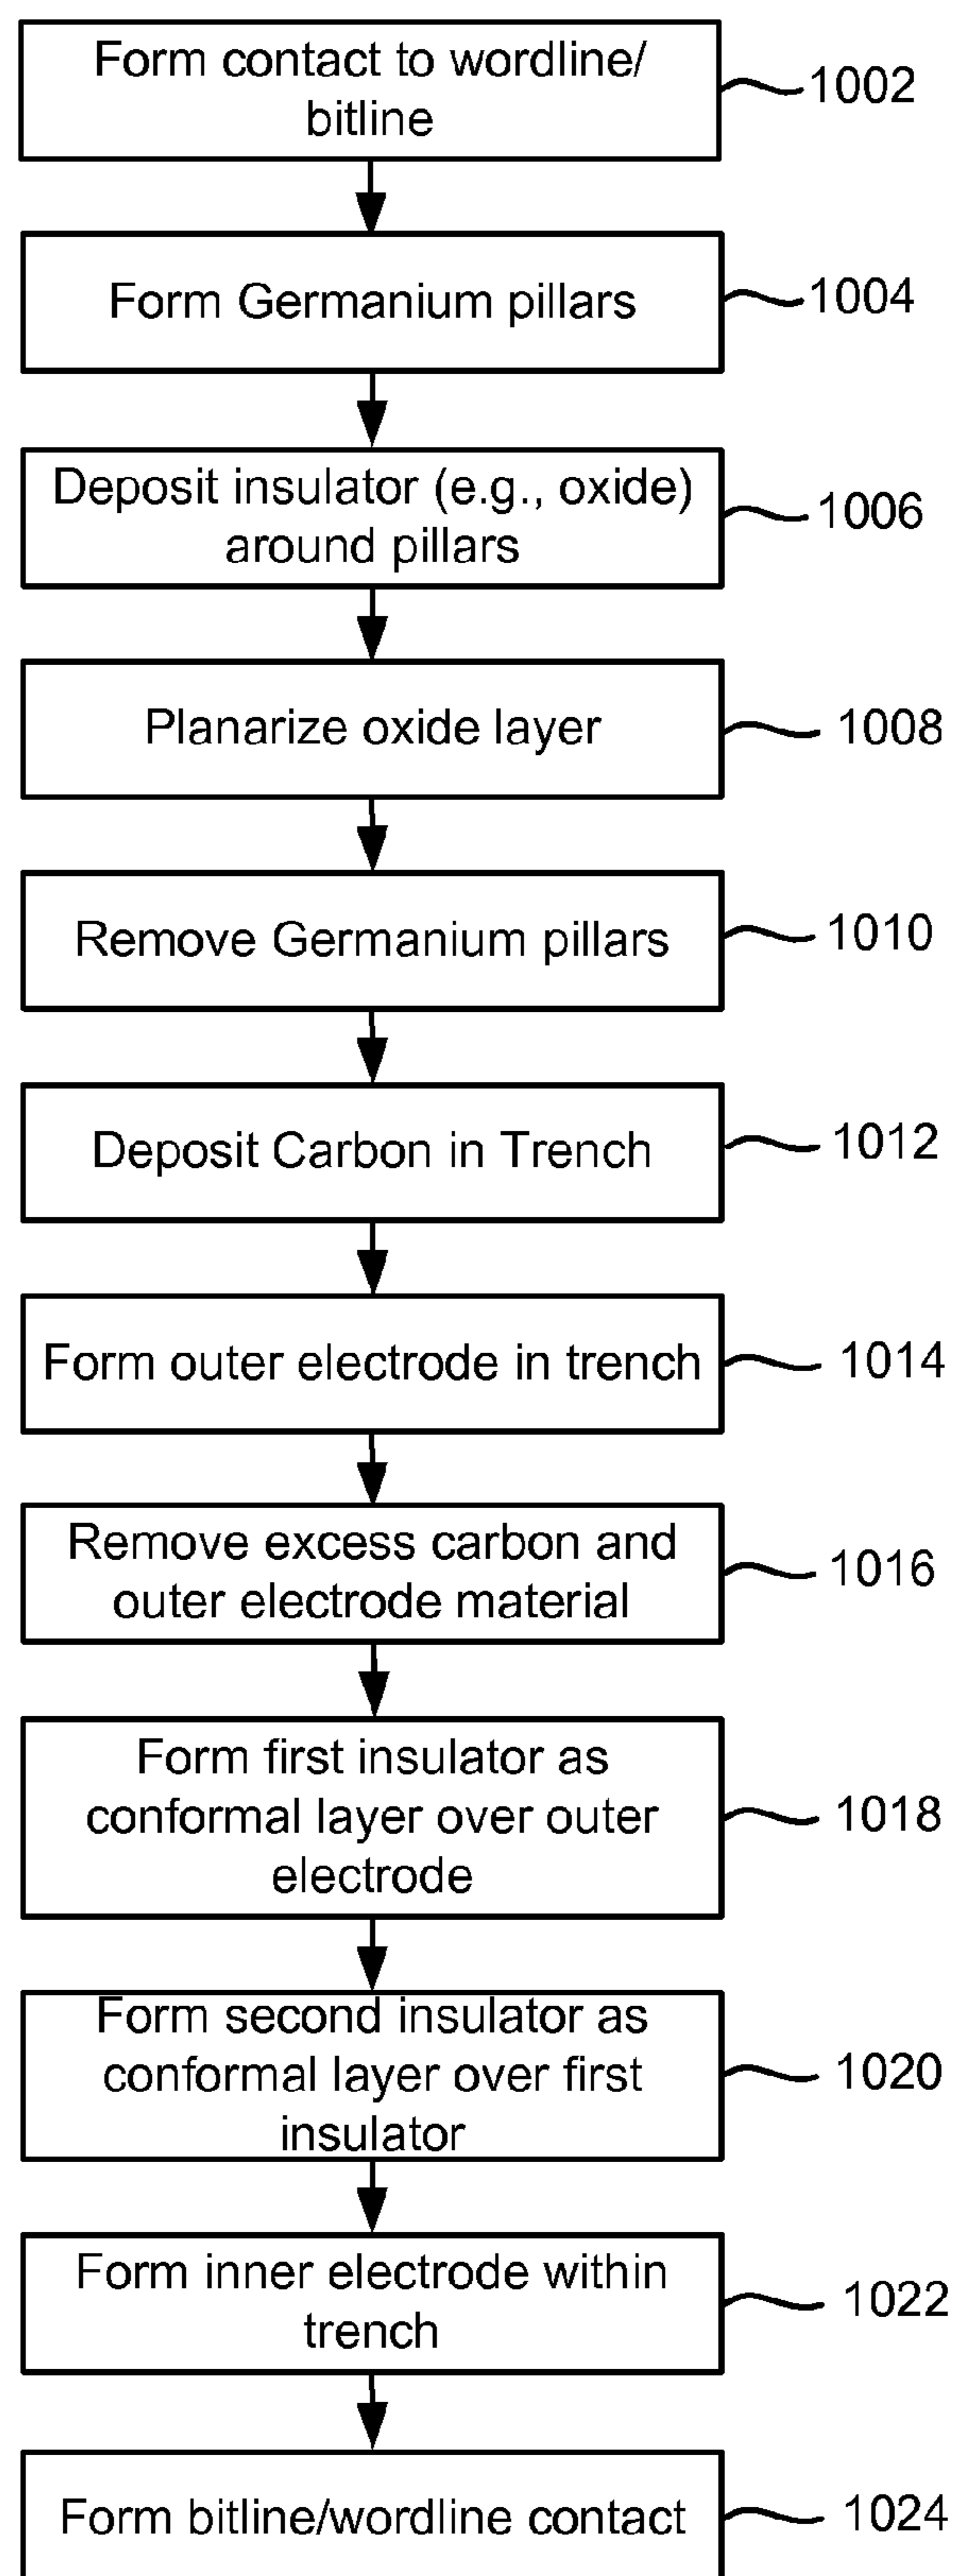 Form contact to wordline/
bitline
1002
Form Germanium pillars
1004
Deposit insulator (e.g., oxide)
around pillars
1006
Planarize oxide layer
1008
Remove Germanium pillars
1010
Deposit Carbon in Trench
1012
Form outer electrode in trench
1014
Remove excess carbon and
outer electrode material
1016
Form first insulator as
conformal layer over outer
electrode
1018
Form second insulator as
conformal layer over first
insulator
1020
Form inner electrode within
trench
1022
Form bitline/wordline contact
1024